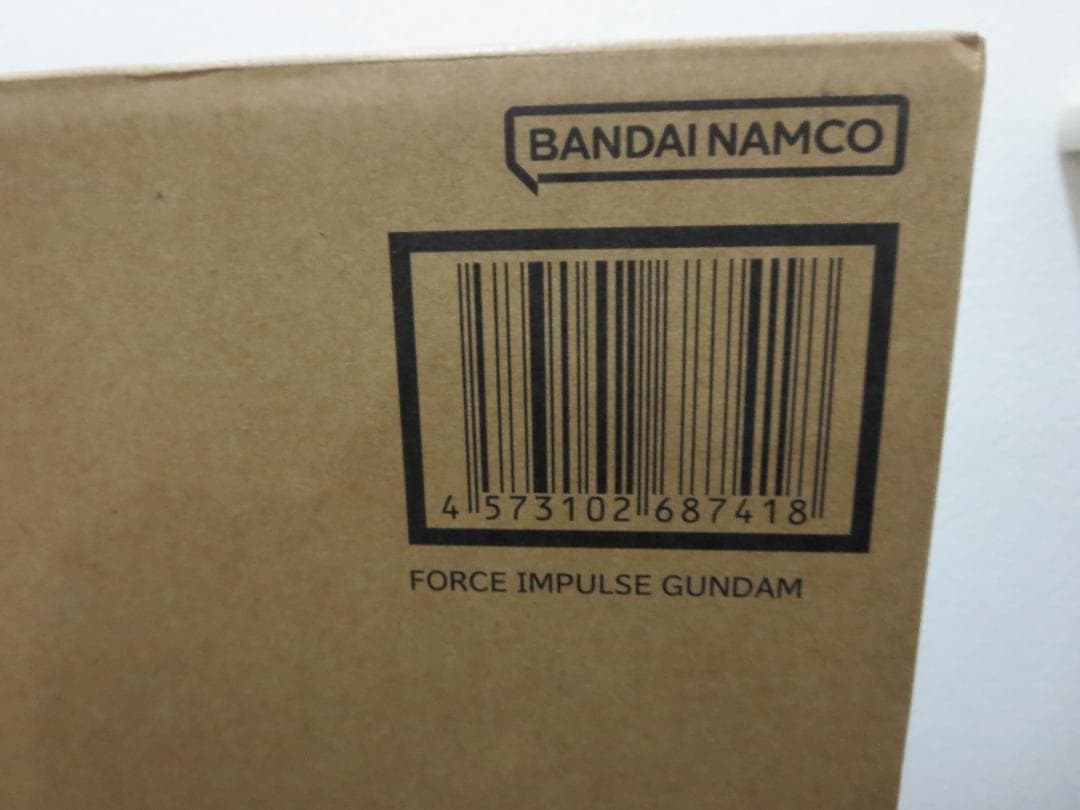 BANDAI NAMCO
4 573102 687418
FORCE IMPULSE GUNDAM